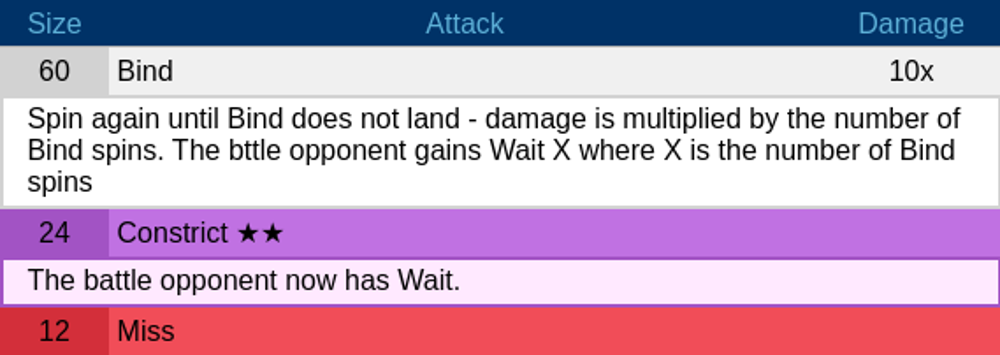 Size Attack Damage
60 Bind 10x
Spin again until Bind does not land - damage is multiplied by the number of
Bind spins. The bttle opponent gains Wait X where X is the number of Bind
spins
24 Constrict ★★
The battle opponent now has Wait.
12 Miss